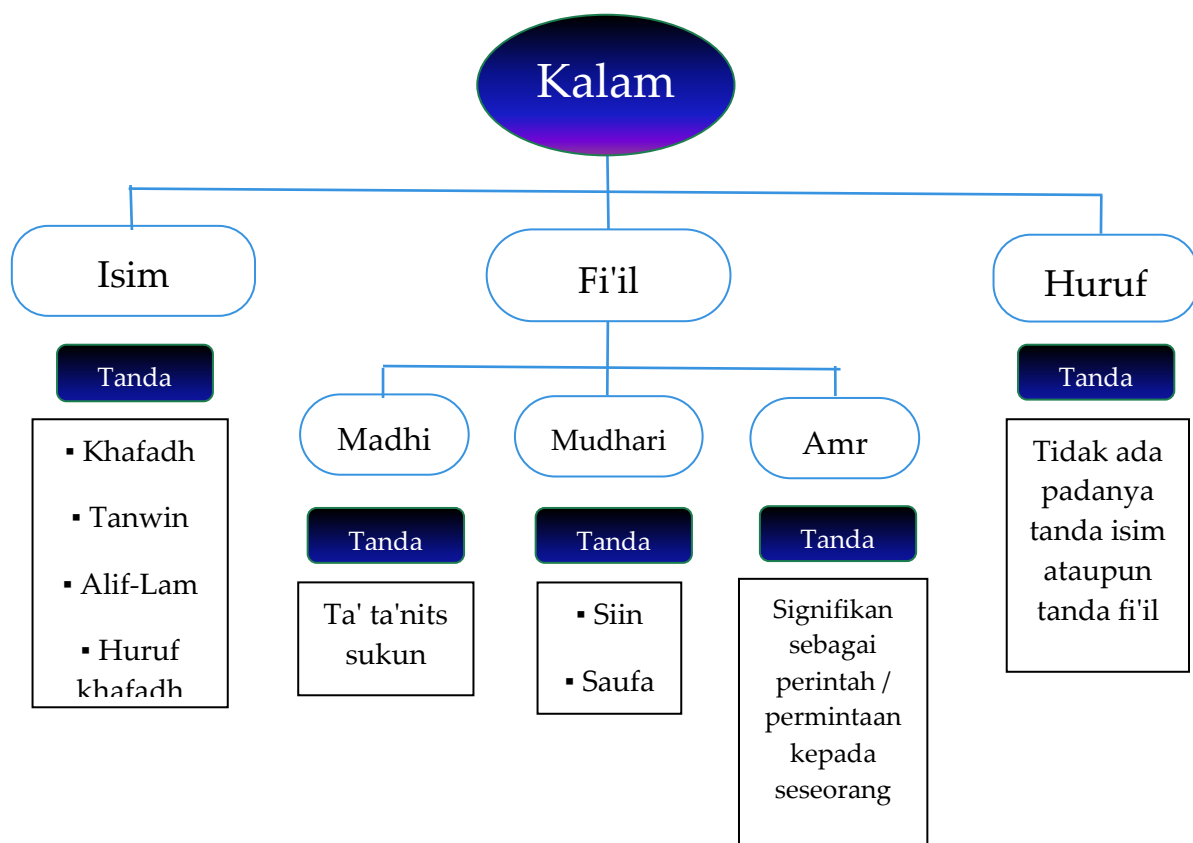 Kalam
Isim
Fi'il
Huruf
Tanda
▪ Khafadh
▪ Tanwin
▪ Alif-Lam
▪ Huruf
khafadh
Madhi
Mudhari
Amr
Tanda
Ta' ta'nits
sukun
Tanda
▪ Siin
▪ Saufa
Tanda
Signifikan
sebagai
perintah /
permintaan
kepada
seseorang
Tanda
Tidak ada
padanya
tanda isim
ataupun
tanda fi'il